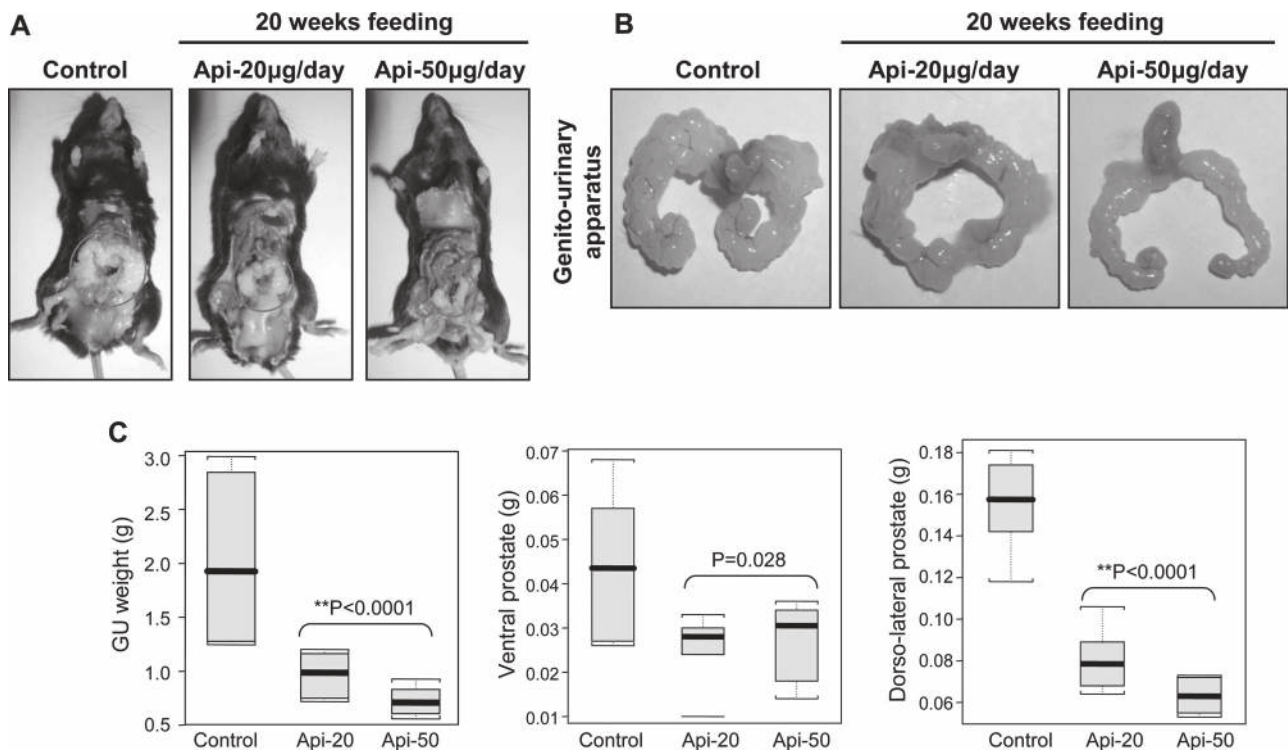 A
20 weeks feeding
Control
Api-20μg/day
Api-50μg/day
B
20 weeks feeding
Control
Api-20μg/day
Api-50μg/day
Genito-urinary
apparatus
C
GU weight (g)
3.0
2.5
2.0
1.5
1.0
0.5
**P<0.0001
Control
Api-20
Api-50
Ventral prostate (g)
0.07
0.06
0.05
0.04
0.03
0.02
0.01
P=0.028
Control
Api-20
Api-50
Dorso-lateral prostate (g)
0.18
0.16
0.14
0.12
0.10
0.08
0.06
**P<0.0001
Control
Api-20
Api-50